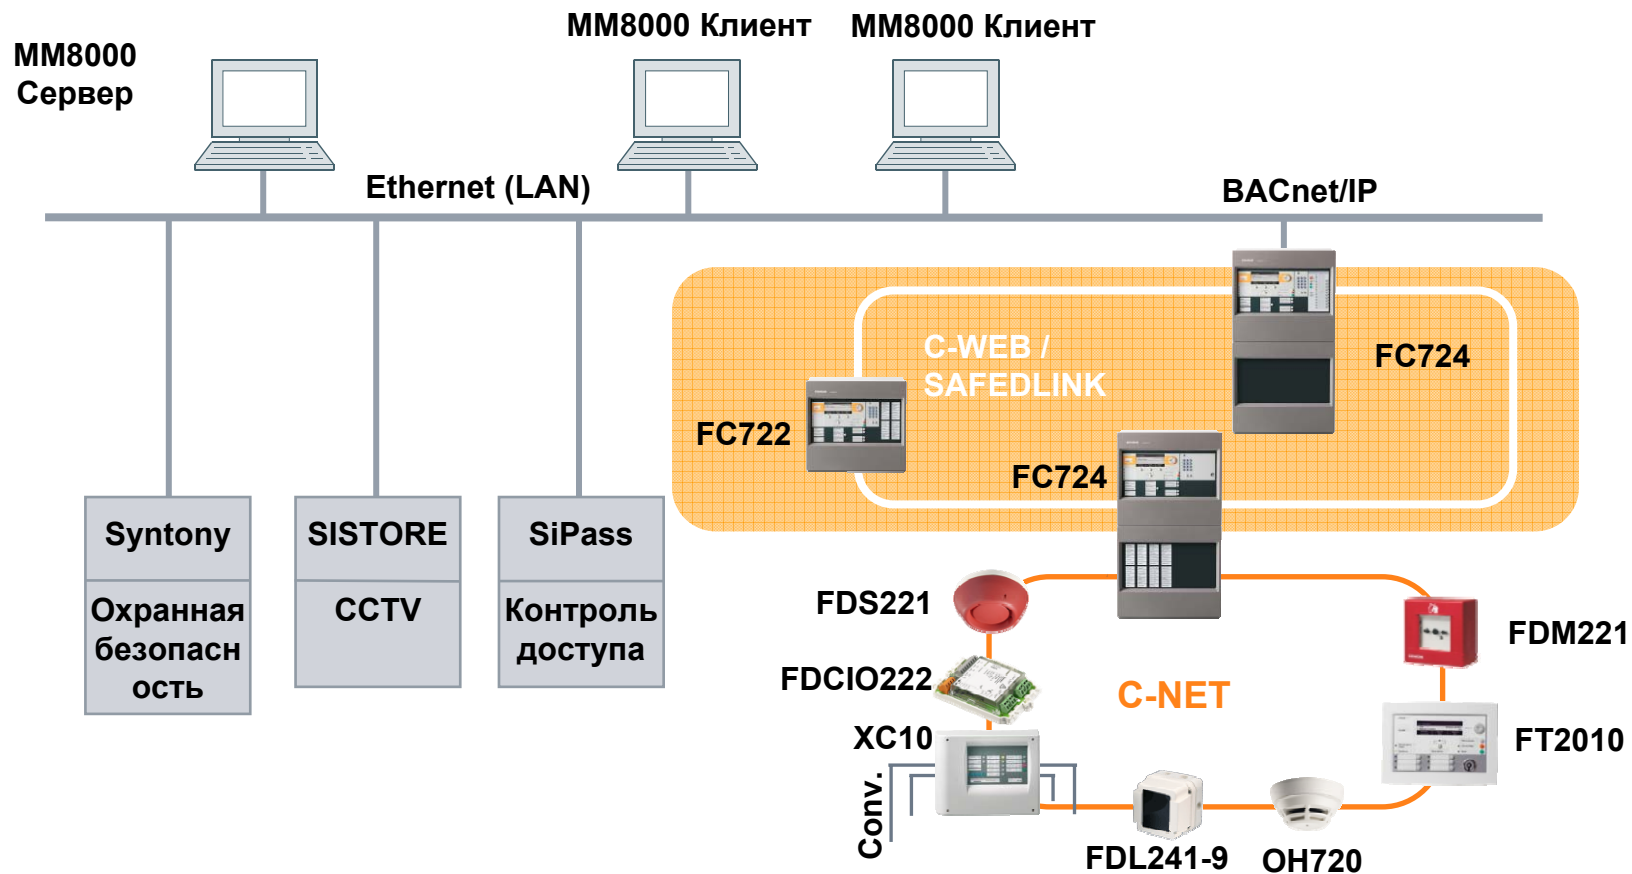 MM8000 Клиент
MM8000 Клиент
MM8000
Сервер
Ethernet (LAN)
BACnet/IP
C-WEB /
SAFEDLINK
FC724
FC722
FC724
Syntony
Охранная
безопасн
ость
SISTORE
CCTV
SiPass
Контроль
доступа
FDS221
FDM221
FDCIO222
C-NET
XC10
FT2010
Conv.
FDL241-9
OH720